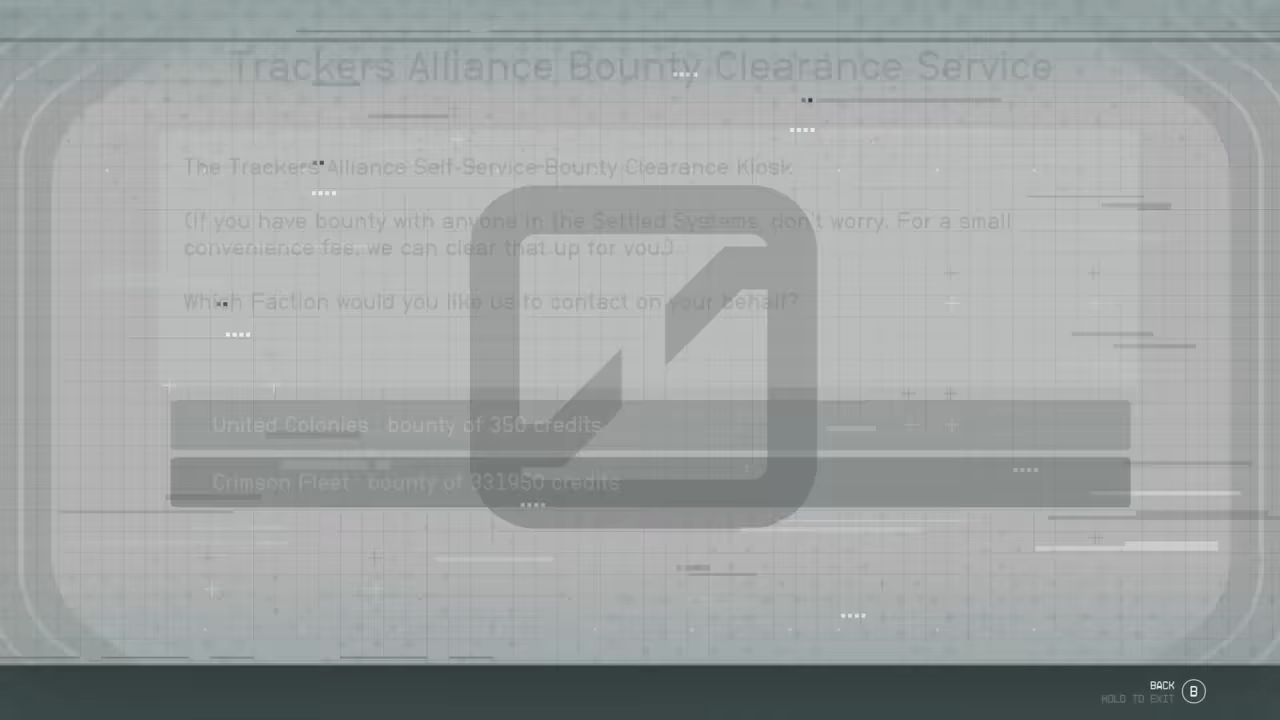 Trackers Alliance Bounty Clearance Service
The Trackers Alliance Self-Service Bounty Clearance Kiosk
(If you have bounty with anyone in the Settled Systems, don't worry. For a small
convenience fee, we can clear that up for you.)
Which Faction would you like us to contact on your behalf?
United Colonies bounty of 350 credits
Crimson Fleet bounty of 331950 credits
BACK
HOLD TO EXIT
B